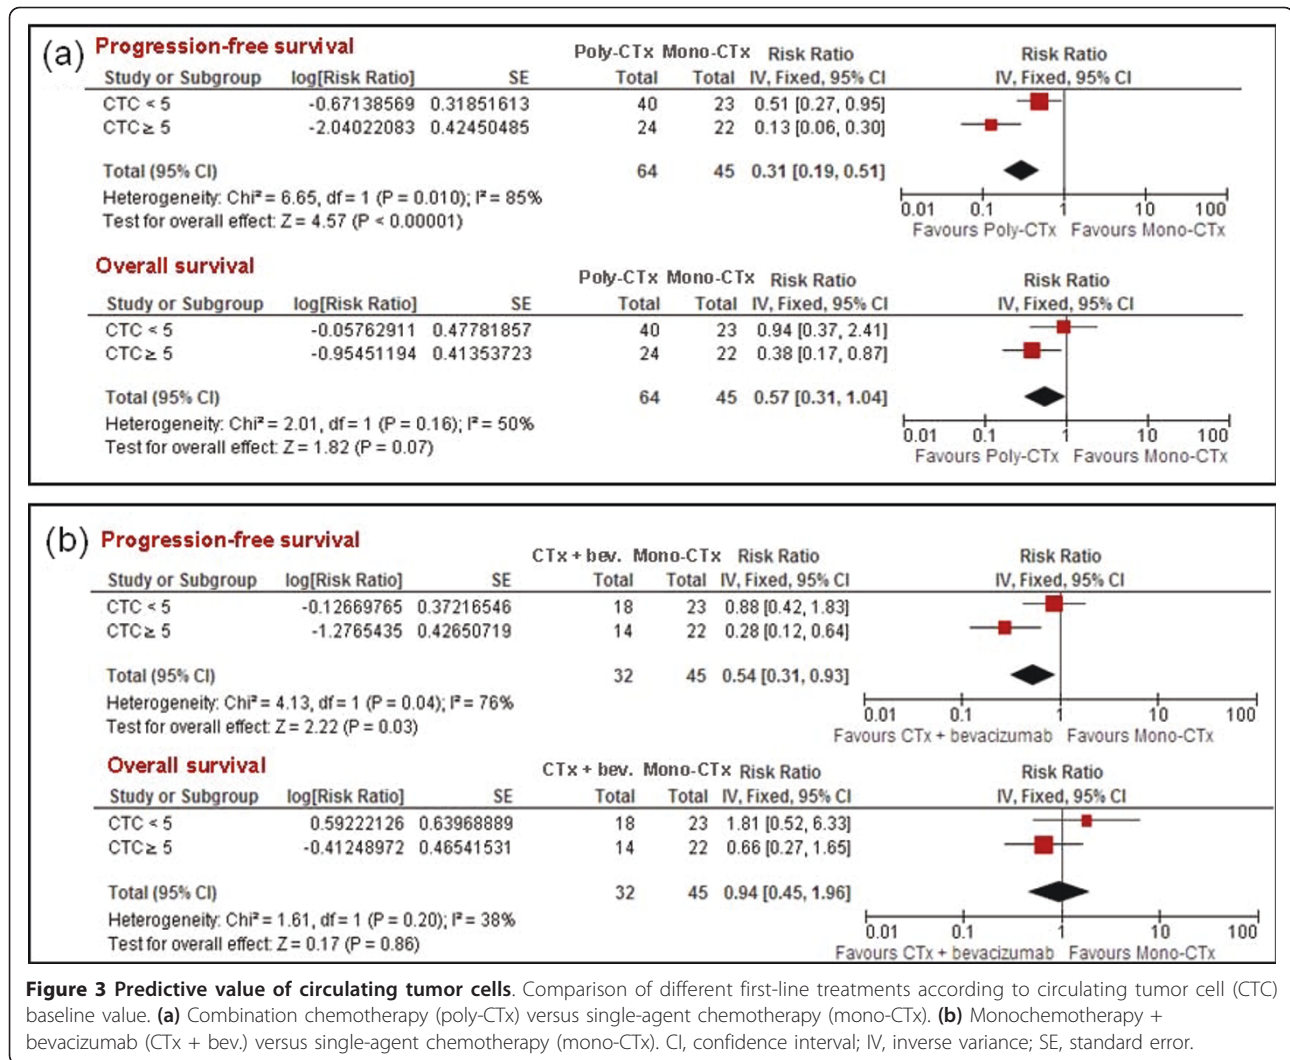 (a) Progression-free survival
Poly-CTx Mono-CTx Risk Ratio Risk Ratio
Study or Subgroup log[Risk Ratio] SE Total Total IV, Fixed, 95% CI IV, Fixed, 95% CI
CTC < 5 -0.67138569 0.31851613 40 23 0.51 [0.27, 0.95]
CTC ≥ 5 -2.04022083 0.42450485 24 22 0.13 [0.06, 0.30]
Total (95% CI) 64 45 0.31 [0.19, 0.51]
Heterogeneity: Chi² = 6.65, df = 1 (P = 0.010); I² = 85%
Test for overall effect: Z = 4.57 (P < 0.00001)
0.01 0.1 1 10 100
Favours Poly-CTx Favours Mono-CTx
Overall survival
Poly-CTx Mono-CTx Risk Ratio Risk Ratio
Study or Subgroup log[Risk Ratio] SE Total Total IV, Fixed, 95% CI IV, Fixed, 95% CI
CTC < 5 -0.05762911 0.47781857 40 23 0.94 [0.37, 2.41]
CTC ≥ 5 -0.95451194 0.41353723 24 22 0.38 [0.17, 0.87]
Total (95% CI) 64 45 0.57 [0.31, 1.04]
Heterogeneity: Chi² = 2.01, df = 1 (P = 0.16); I² = 50%
Test for overall effect: Z = 1.82 (P = 0.07)
0.01 0.1 1 10 100
Favours Poly-CTx Favours Mono-CTx
(b) Progression-free survival
CTx + bev. Mono-CTx Risk Ratio Risk Ratio
Study or Subgroup log[Risk Ratio] SE Total Total IV, Fixed, 95% CI IV, Fixed, 95% CI
CTC < 5 -0.12669765 0.37216546 18 23 0.88 [0.42, 1.83]
CTC ≥ 5 -1.2765435 0.42650719 14 22 0.28 [0.12, 0.64]
Total (95% CI) 32 45 0.54 [0.31, 0.93]
Heterogeneity: Chi² = 4.13, df = 1 (P = 0.04); I² = 76%
Test for overall effect: Z = 2.22 (P = 0.03)
0.01 0.1 1 10 100
Favours CTx + bevacizumab Favours Mono-CTx
Overall survival
CTx + bev. Mono-CTx Risk Ratio Risk Ratio
Study or Subgroup log[Risk Ratio] SE Total Total IV, Fixed, 95% CI IV, Fixed, 95% CI
CTC < 5 0.59222126 0.63968889 18 23 1.81 [0.52, 6.33]
CTC ≥ 5 -0.41248972 0.46541531 14 22 0.66 [0.27, 1.65]
Total (95% CI) 32 45 0.94 [0.45, 1.96]
Heterogeneity: Chi² = 1.61, df = 1 (P = 0.20); I² = 38%
Test for overall effect: Z = 0.17 (P = 0.86)
0.01 0.1 1 10 100
Favours CTx + bevacizumab Favours Mono-CTx
Figure 3 Predictive value of circulating tumor cells. Comparison of different first-line treatments according to circulating tumor cell (CTC)
baseline value. (a) Combination chemotherapy (poly-CTx) versus single-agent chemotherapy (mono-CTx). (b) Monochemotherapy +
bevacizumab (CTx + bev.) versus single-agent chemotherapy (mono-CTx). CI, confidence interval; IV, inverse variance; SE, standard error.